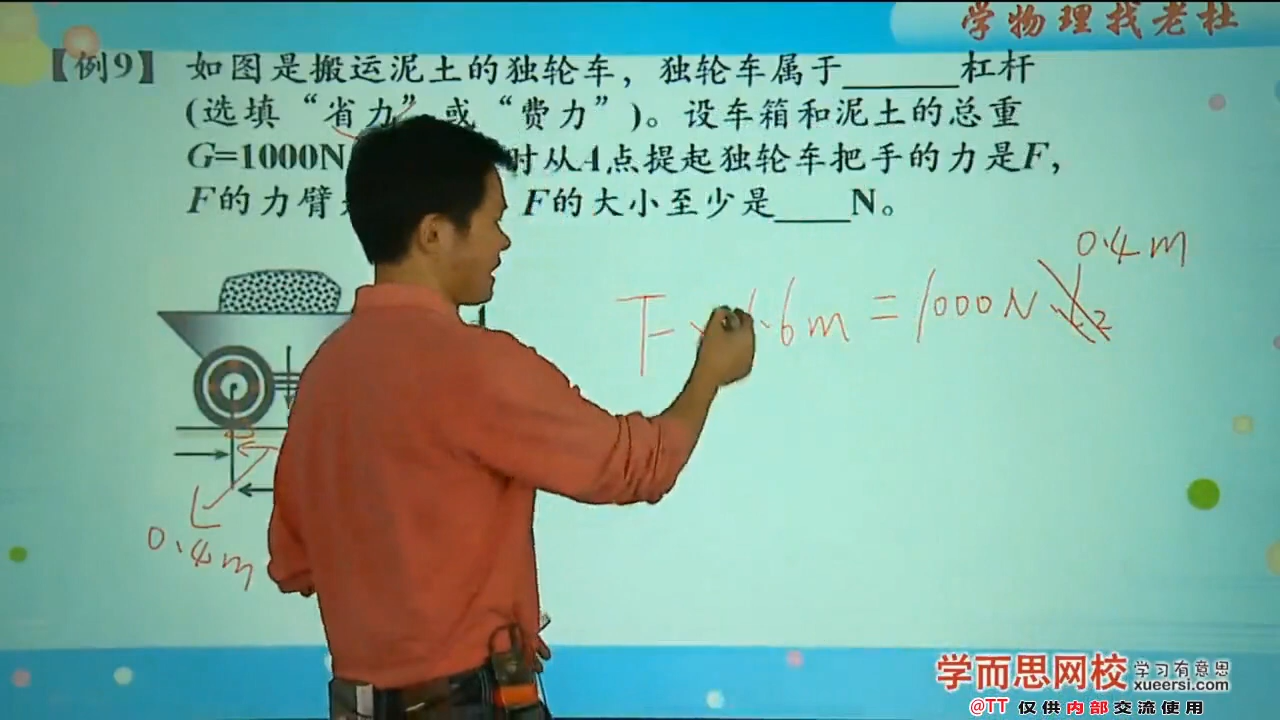 学物理找老杜
【例9】 如图是搬运泥土的独轮车，独轮车属于______杠杆
(选填“省力”或“费力”)。设车箱和泥土的总重
G=1000N 时从A点提起独轮车把手的力是F，
F的力臂 F的大小至少是____N。
0.4m
F × 1.6m = 1000N × 1.2
0.4m
学而思网校 学习有意思
xueersi.com
@TT 仅供内部交流使用